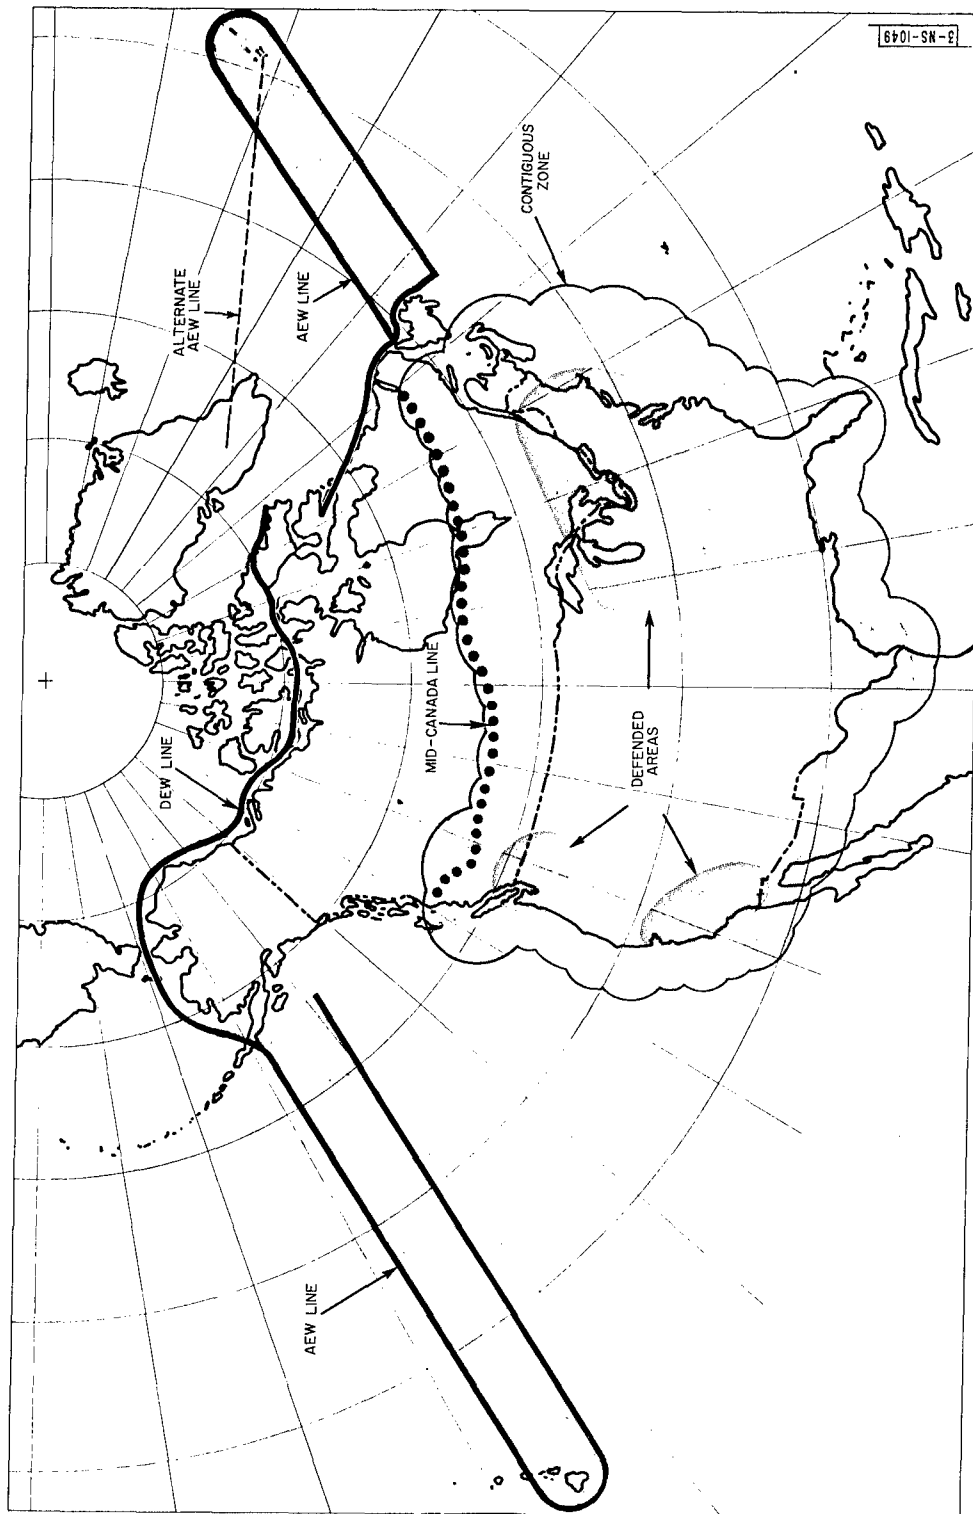 3-NS-1049
CONTIGUOUS
ZONE
ALTERNATE
AEW LINE
AEW LINE
DEW LINE
MID-CANADA LINE
DEFENDED
AREAS
AEW LINE